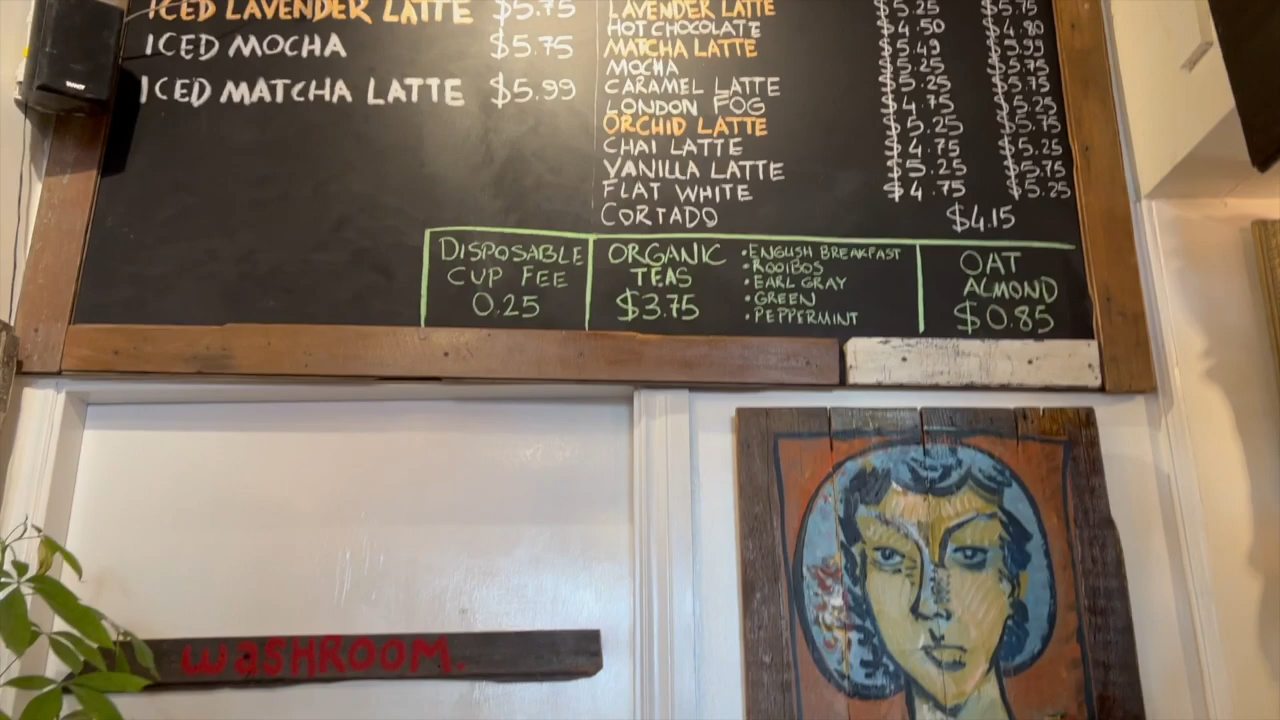 ICED LAVENDER LATTE $5.75
ICED MOCHA $5.75
ICED MATCHA LATTE $5.99
LAVENDER LATTE $5.25 $5.75
HOT CHOCOLATE $4.50 $4.80
MATCHA LATTE $5.49 $5.99
MOCHA $5.25 $5.75
CARAMEL LATTE $5.25 $5.75
LONDON FOG $4.75 $5.25
ORCHID LATTE $5.25 $5.75
CHAI LATTE $4.75 $5.25
VANILLA LATTE $5.25 $5.75
FLAT WHITE $4.75 $5.25
CORTADO $4.15
DISPOSABLE
CUP FEE
0.25
ORGANIC
TEAS
$3.75
• ENGLISH BREAKFAST
• ROOIBOS
• EARL GRAY
• GREEN
• PEPPERMINT
OAT
ALMOND
$0.85
WaSHROOM.